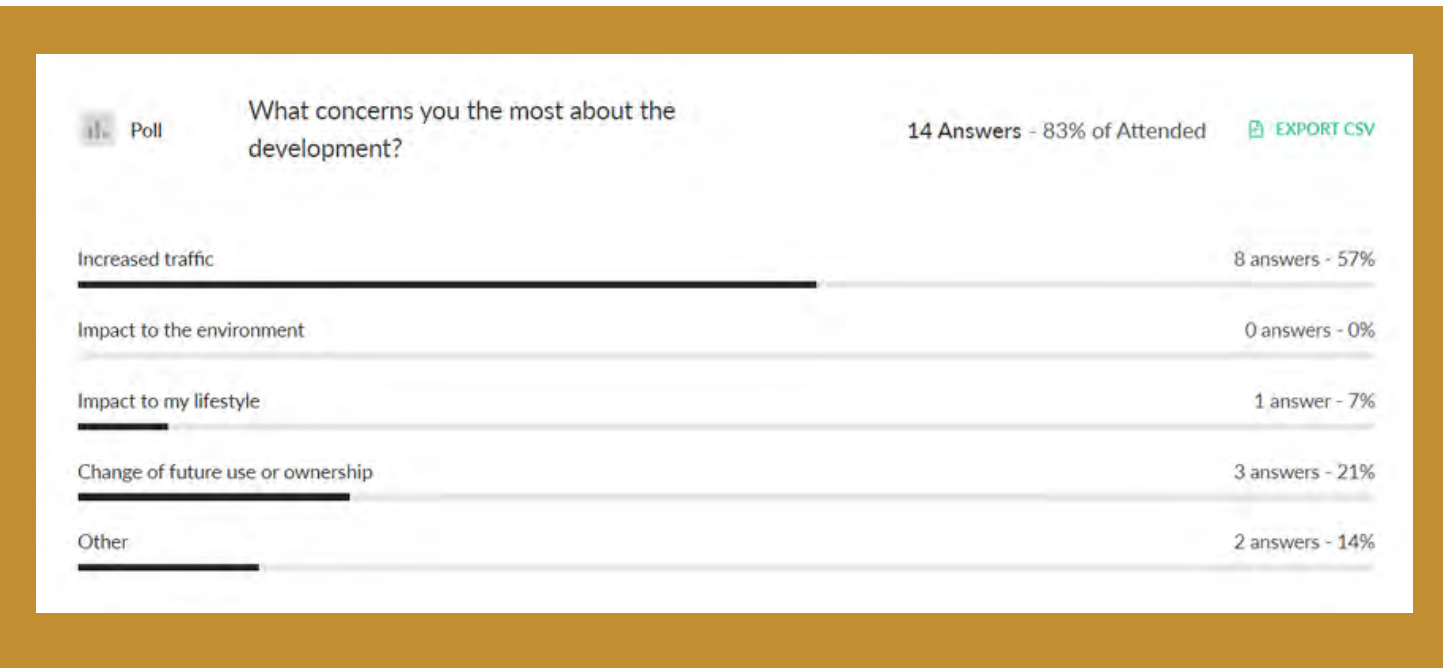 Poll
What concerns you the most about the
development?
14 Answers - 83% of Attended
EXPORT CSV
Increased traffic
8 answers - 57%
Impact to the environment
0 answers - 0%
Impact to my lifestyle
1 answer - 7%
Change of future use or ownership
3 answers - 21%
Other
2 answers - 14%